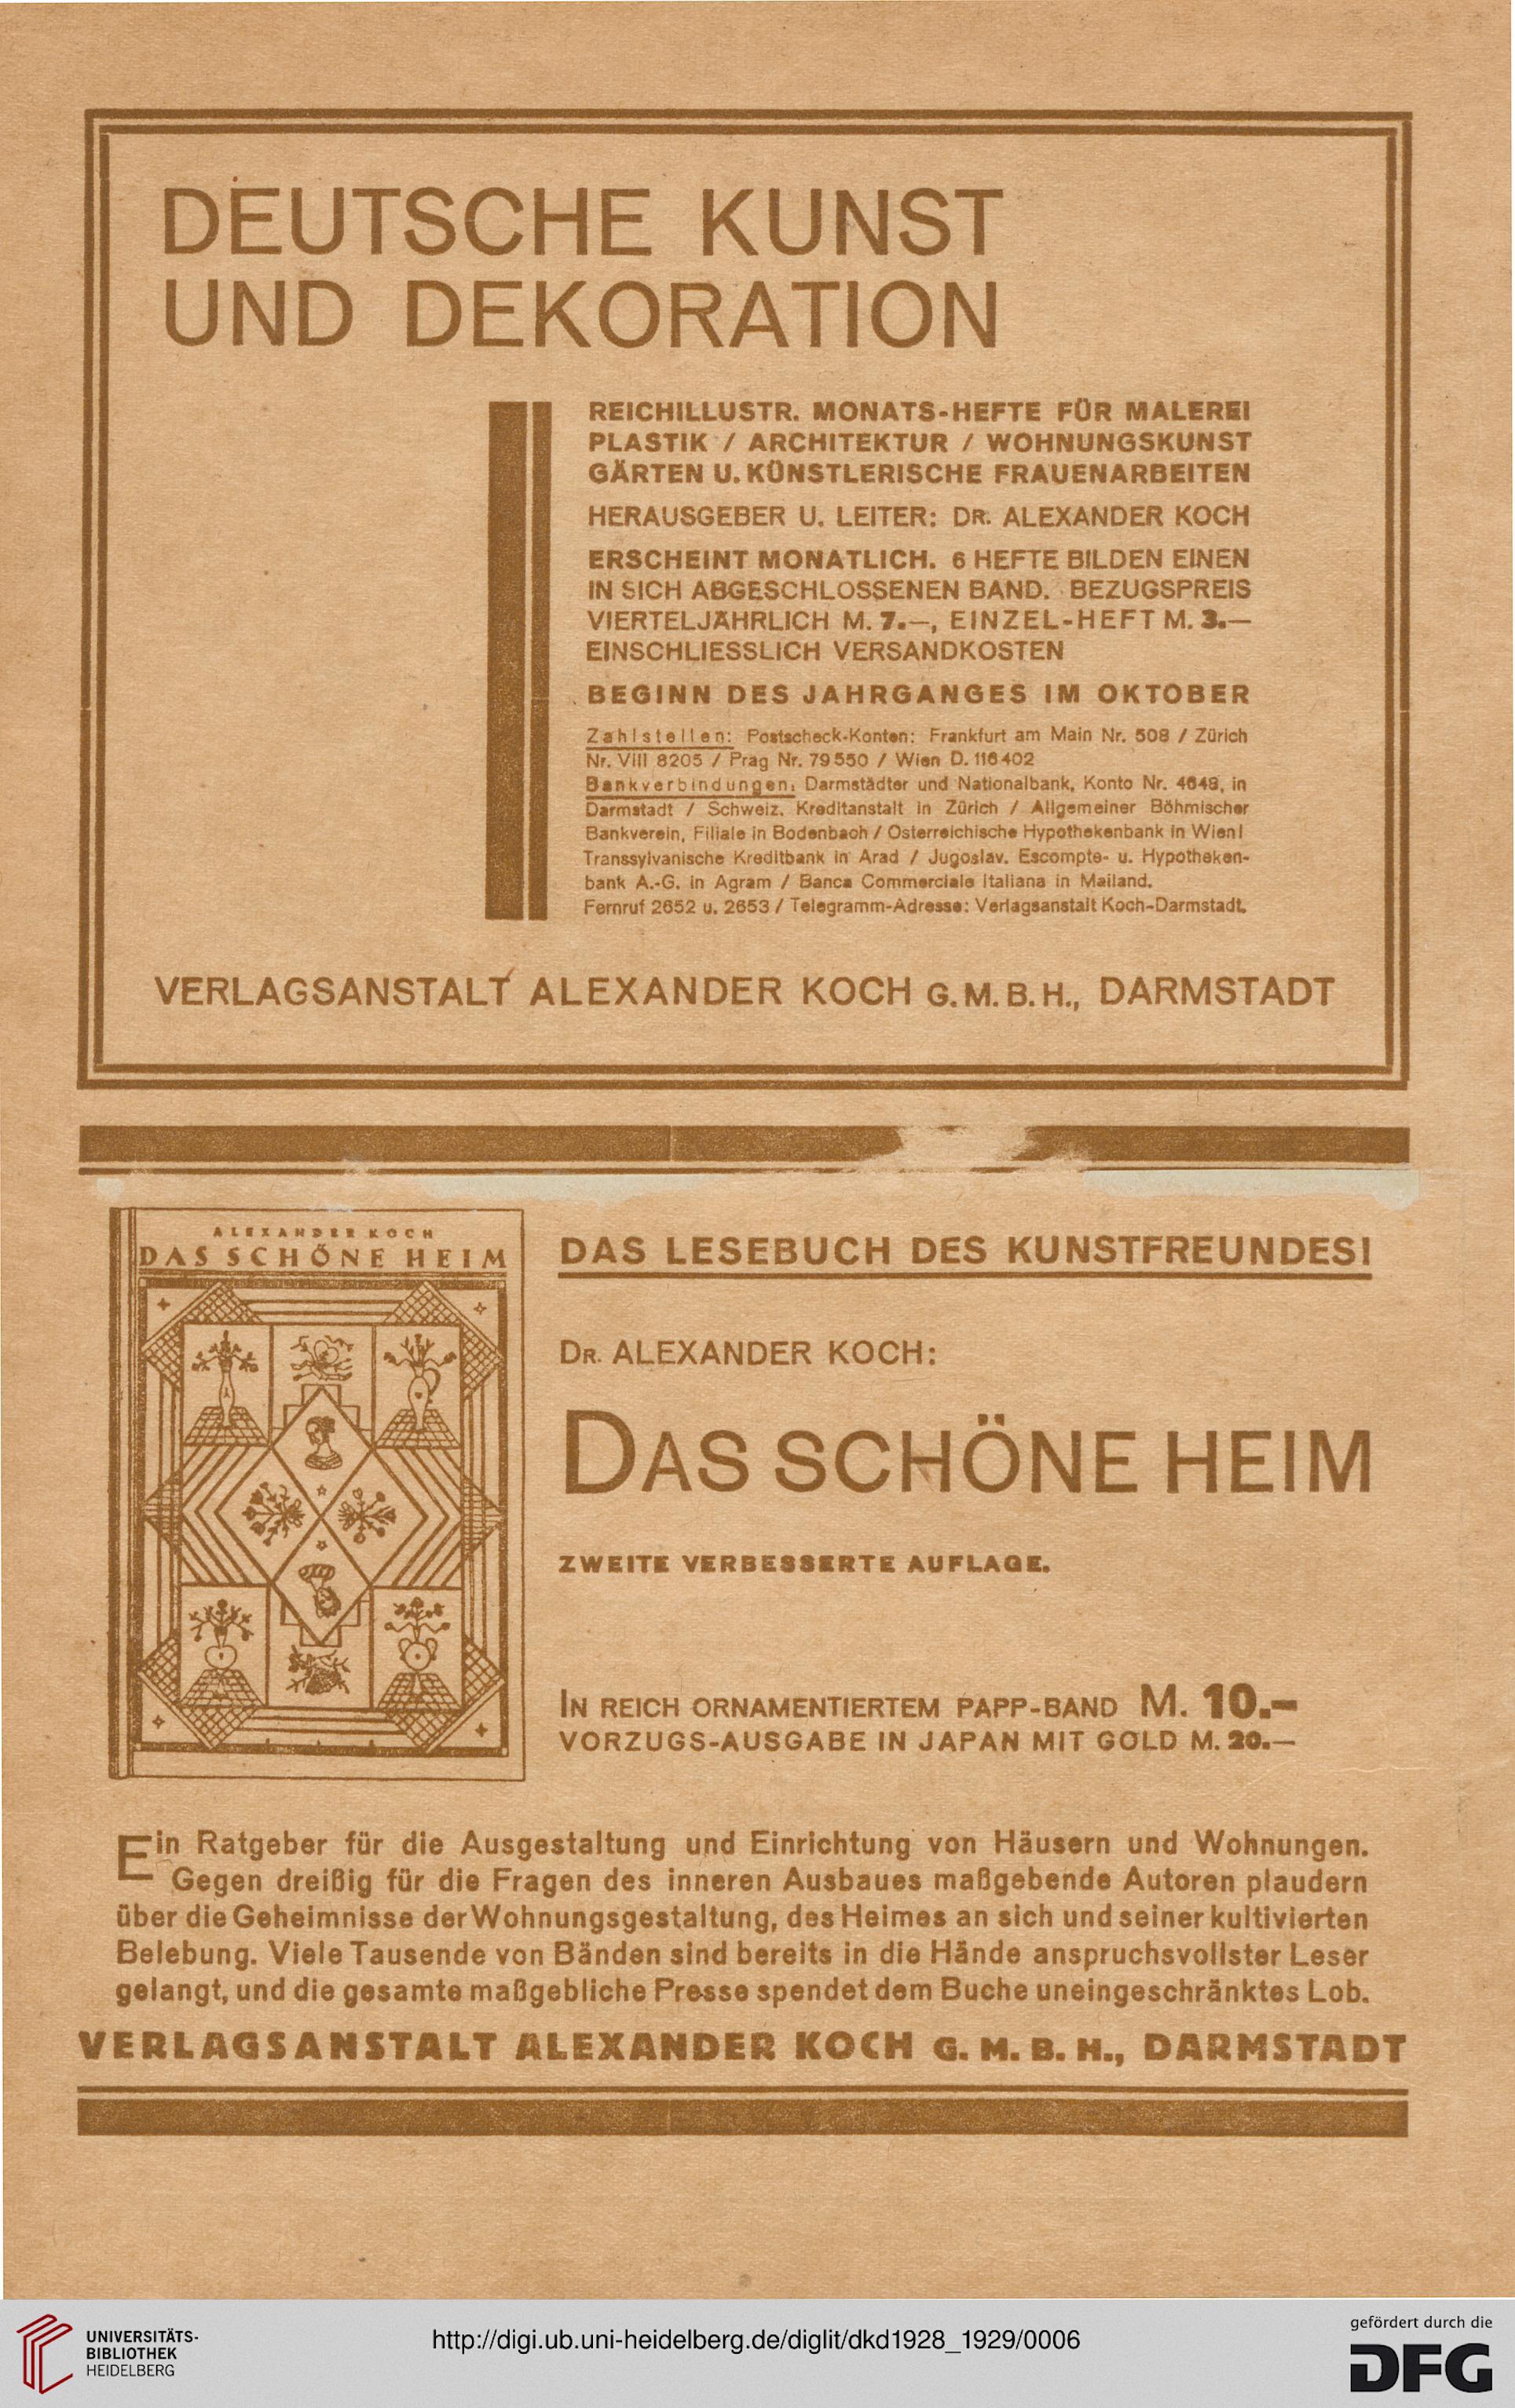 DEUTSCHE KUNST
UND DEKORATION
REICHILLUSTR. MONATS-HEFTE FÜR MALEREI
PLASTIK / ARCHITEKTUR / WOHNUNGSKUNST
GÄRTEN U. KÜNSTLERISCHE FRAUENARBEITEN
HERAUSGEBER U. LEITER: DR. ALEXANDER KOCH
ERSCHEINT MONATLICH. 6 HEFTE BILDEN EINEN
IN SICH ABGESCHLOSSENEN BAND. BEZUGSPREIS
VIERTELJÄHRLICH M. 7.—, EINZEL-HEFT M. 3.—
EINSCHLIESSLICH VERSANDKOSTEN
BEGINN DES JAHRGANGES IM OKTOBER
Zahlstellen: Postscheck-Konten: Frankfurt am Main Nr. 508 / Zürich
Nr. VIII 8205 / Prag Nr. 79550 / Wien D. 116402
Bankverbindungen: Darmstädter und Nationalbank, Konto Nr. 4648, in
Darmstadt / Schweiz. Kreditanstalt in Zürich / Allgemeiner Böhmischer
Bankverein, Filiale in Bodenbach / Österreichische Hypothekenbank in Wien/
Transsylvanische Kreditbank in Arad / Jugoslav. Escompte- u. Hypotheken-
bank A.-G. in Agram / Banca Commerciale Italiana in Mailand.
Fernruf 2652 u. 2653 / Telegramm-Adresse: Verlagsanstalt Koch-Darmstadt.
VERLAGSANSTALT ALEXANDER KOCH G.M.B.H., DARMSTADT
ALEXANDER KOCH
DAS SCHÖNE HEIM
DAS LESEBUCH DES KUNSTFREUNDES!
DR. ALEXANDER KOCH:
DAS SCHÖNE HEIM
ZWEITE VERBESSERTE AUFLAGE.
IN REICH ORNAMENTIERTEM PAPP-BAND M. 10.—
VORZUGS-AUSGABE IN JAPAN MIT GOLD M. 20.—
Ein Ratgeber für die Ausgestaltung und Einrichtung von Häusern und Wohnungen.
Gegen dreißig für die Fragen des inneren Ausbaues maßgebende Autoren plaudern
über die Geheimnisse der Wohnungsgestaltung, des Heimes an sich und seiner kultivierten
Belebung. Viele Tausende von Bänden sind bereits in die Hände anspruchsvollster Leser
gelangt, und die gesamte maßgebliche Presse spendet dem Buche uneingeschränktes Lob.
VERLAGSANSTALT ALEXANDER KOCH G. M. B. H., DARMSTADT
UNIVERSITÄTS-
BIBLIOTHEK
HEIDELBERG
http://digi.ub.uni-heidelberg.de/diglit/dkd1928_1929/0006
gefördert durch die
DFG